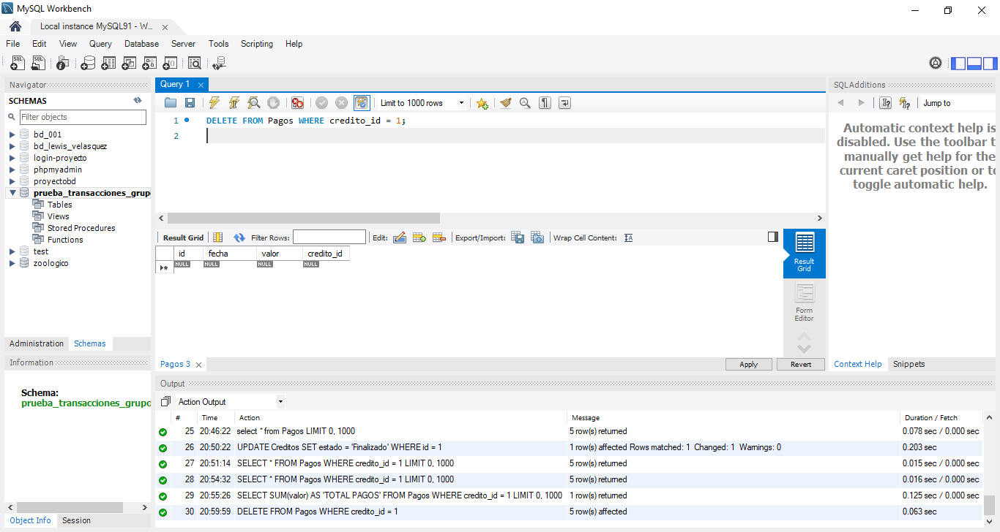 MySQL Workbench
Local instance MySQL91 - W...
File Edit View Query Database Server Tools Scripting Help
Navigator
SCHEMAS
Filter objects
bd_001
bd_lewis_velasquez
login-proyecto
phpmyadmin
proyectobd
prueba_transacciones_grupo
Tables
Views
Stored Procedures
Functions
test
zoologico
Administration Schemas
Information
Schema:
prueba_transacciones_grupo
Object Info Session
Query 1
Limit to 1000 rows
1 DELETE FROM Pagos WHERE credito_id = 1;
2
Result Grid Filter Rows: Edit: Export/Import: Wrap Cell Content:
id fecha valor credito_id
NULL NULL NULL NULL
Result
Grid
Form
Editor
Pagos 3 Apply Revert
SQLAdditions
Jump to
Automatic context help is
disabled. Use the toolbar t
manually get help for the
current caret position or to
toggle automatic help.
Context Help Snippets
Output
Action Output
# Time Action Message Duration / Fetch
25 20:46:22 select * from Pagos LIMIT 0, 1000 5 row(s) returned 0.078 sec / 0.000 sec
26 20:50:22 UPDATE Creditos SET estado = 'Finalizado' WHERE id = 1 1 row(s) affected Rows matched: 1 Changed: 1 Warnings: 0 0.203 sec
27 20:51:14 SELECT * FROM Pagos WHERE credito_id = 1 LIMIT 0, 1000 5 row(s) returned 0.015 sec / 0.000 sec
28 20:54:32 SELECT * FROM Pagos WHERE credito_id = 1 LIMIT 0, 1000 5 row(s) returned 0.016 sec / 0.000 sec
29 20:55:26 SELECT SUM(valor) AS 'TOTAL PAGOS' FROM Pagos WHERE credito_id = 1 LIMIT 0, 1000 1 row(s) returned 0.125 sec / 0.000 sec
30 20:59:59 DELETE FROM Pagos WHERE credito_id = 1 5 row(s) affected 0.063 sec